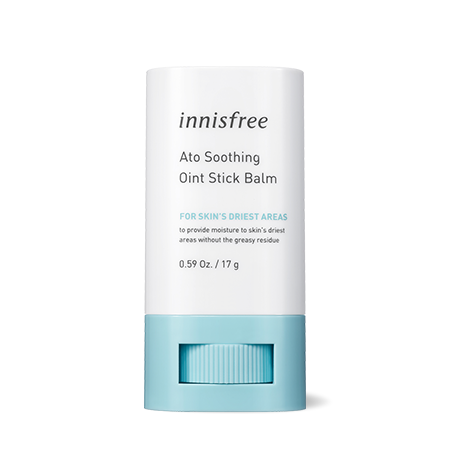 innisfree
Ato Soothing
Oint Stick Balm
FOR SKIN'S DRIEST AREAS
to provide moisture to skin's driest
areas without the greasy residue
0.59 Oz. / 17 g